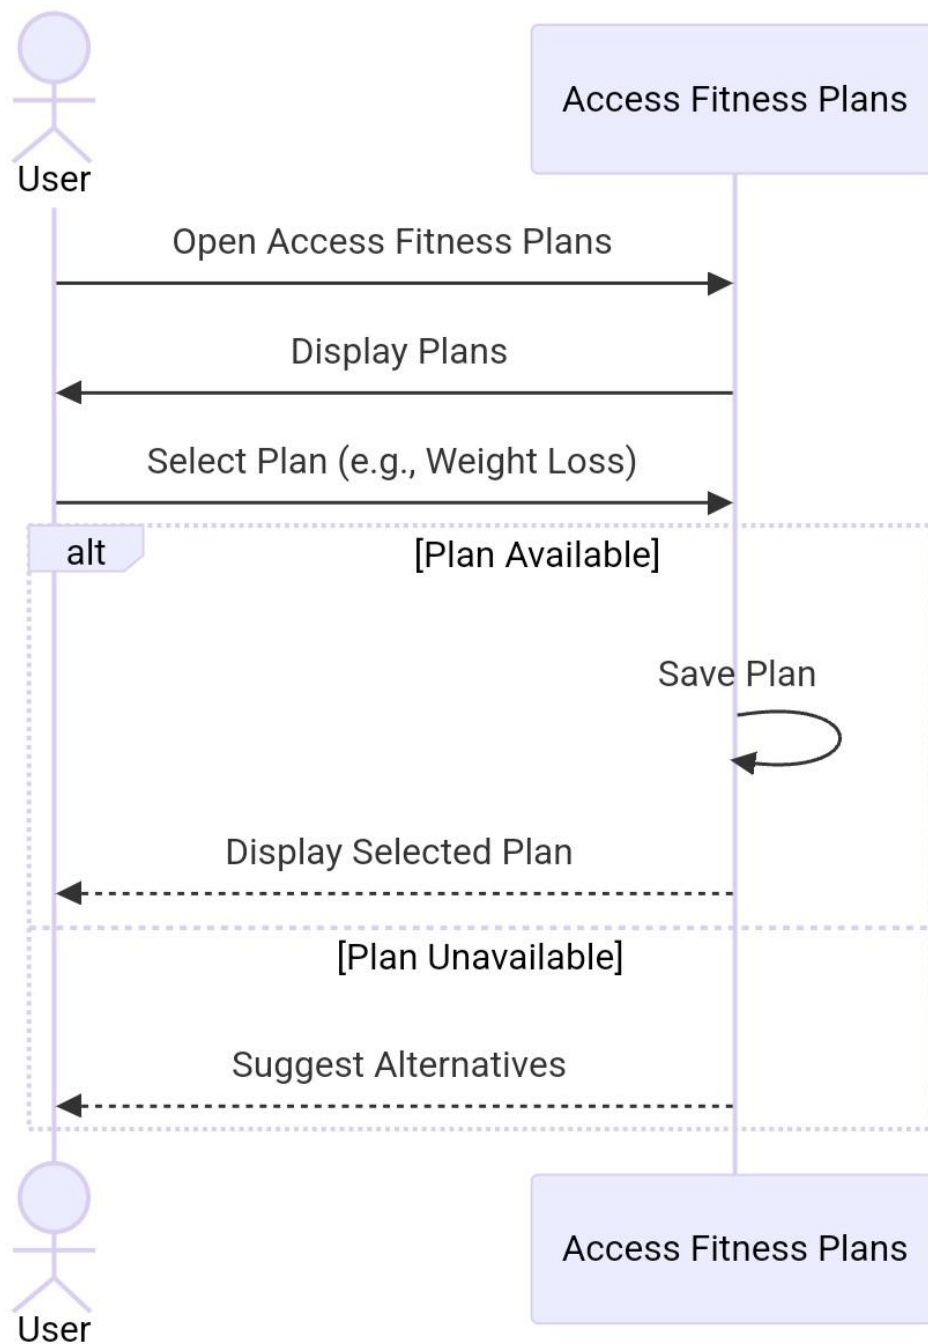 User
Access Fitness Plans
Open Access Fitness Plans
Display Plans
Select Plan (e.g., Weight Loss)
alt
[Plan Available]
Save Plan
Display Selected Plan
[Plan Unavailable]
Suggest Alternatives
User
Access Fitness Plans